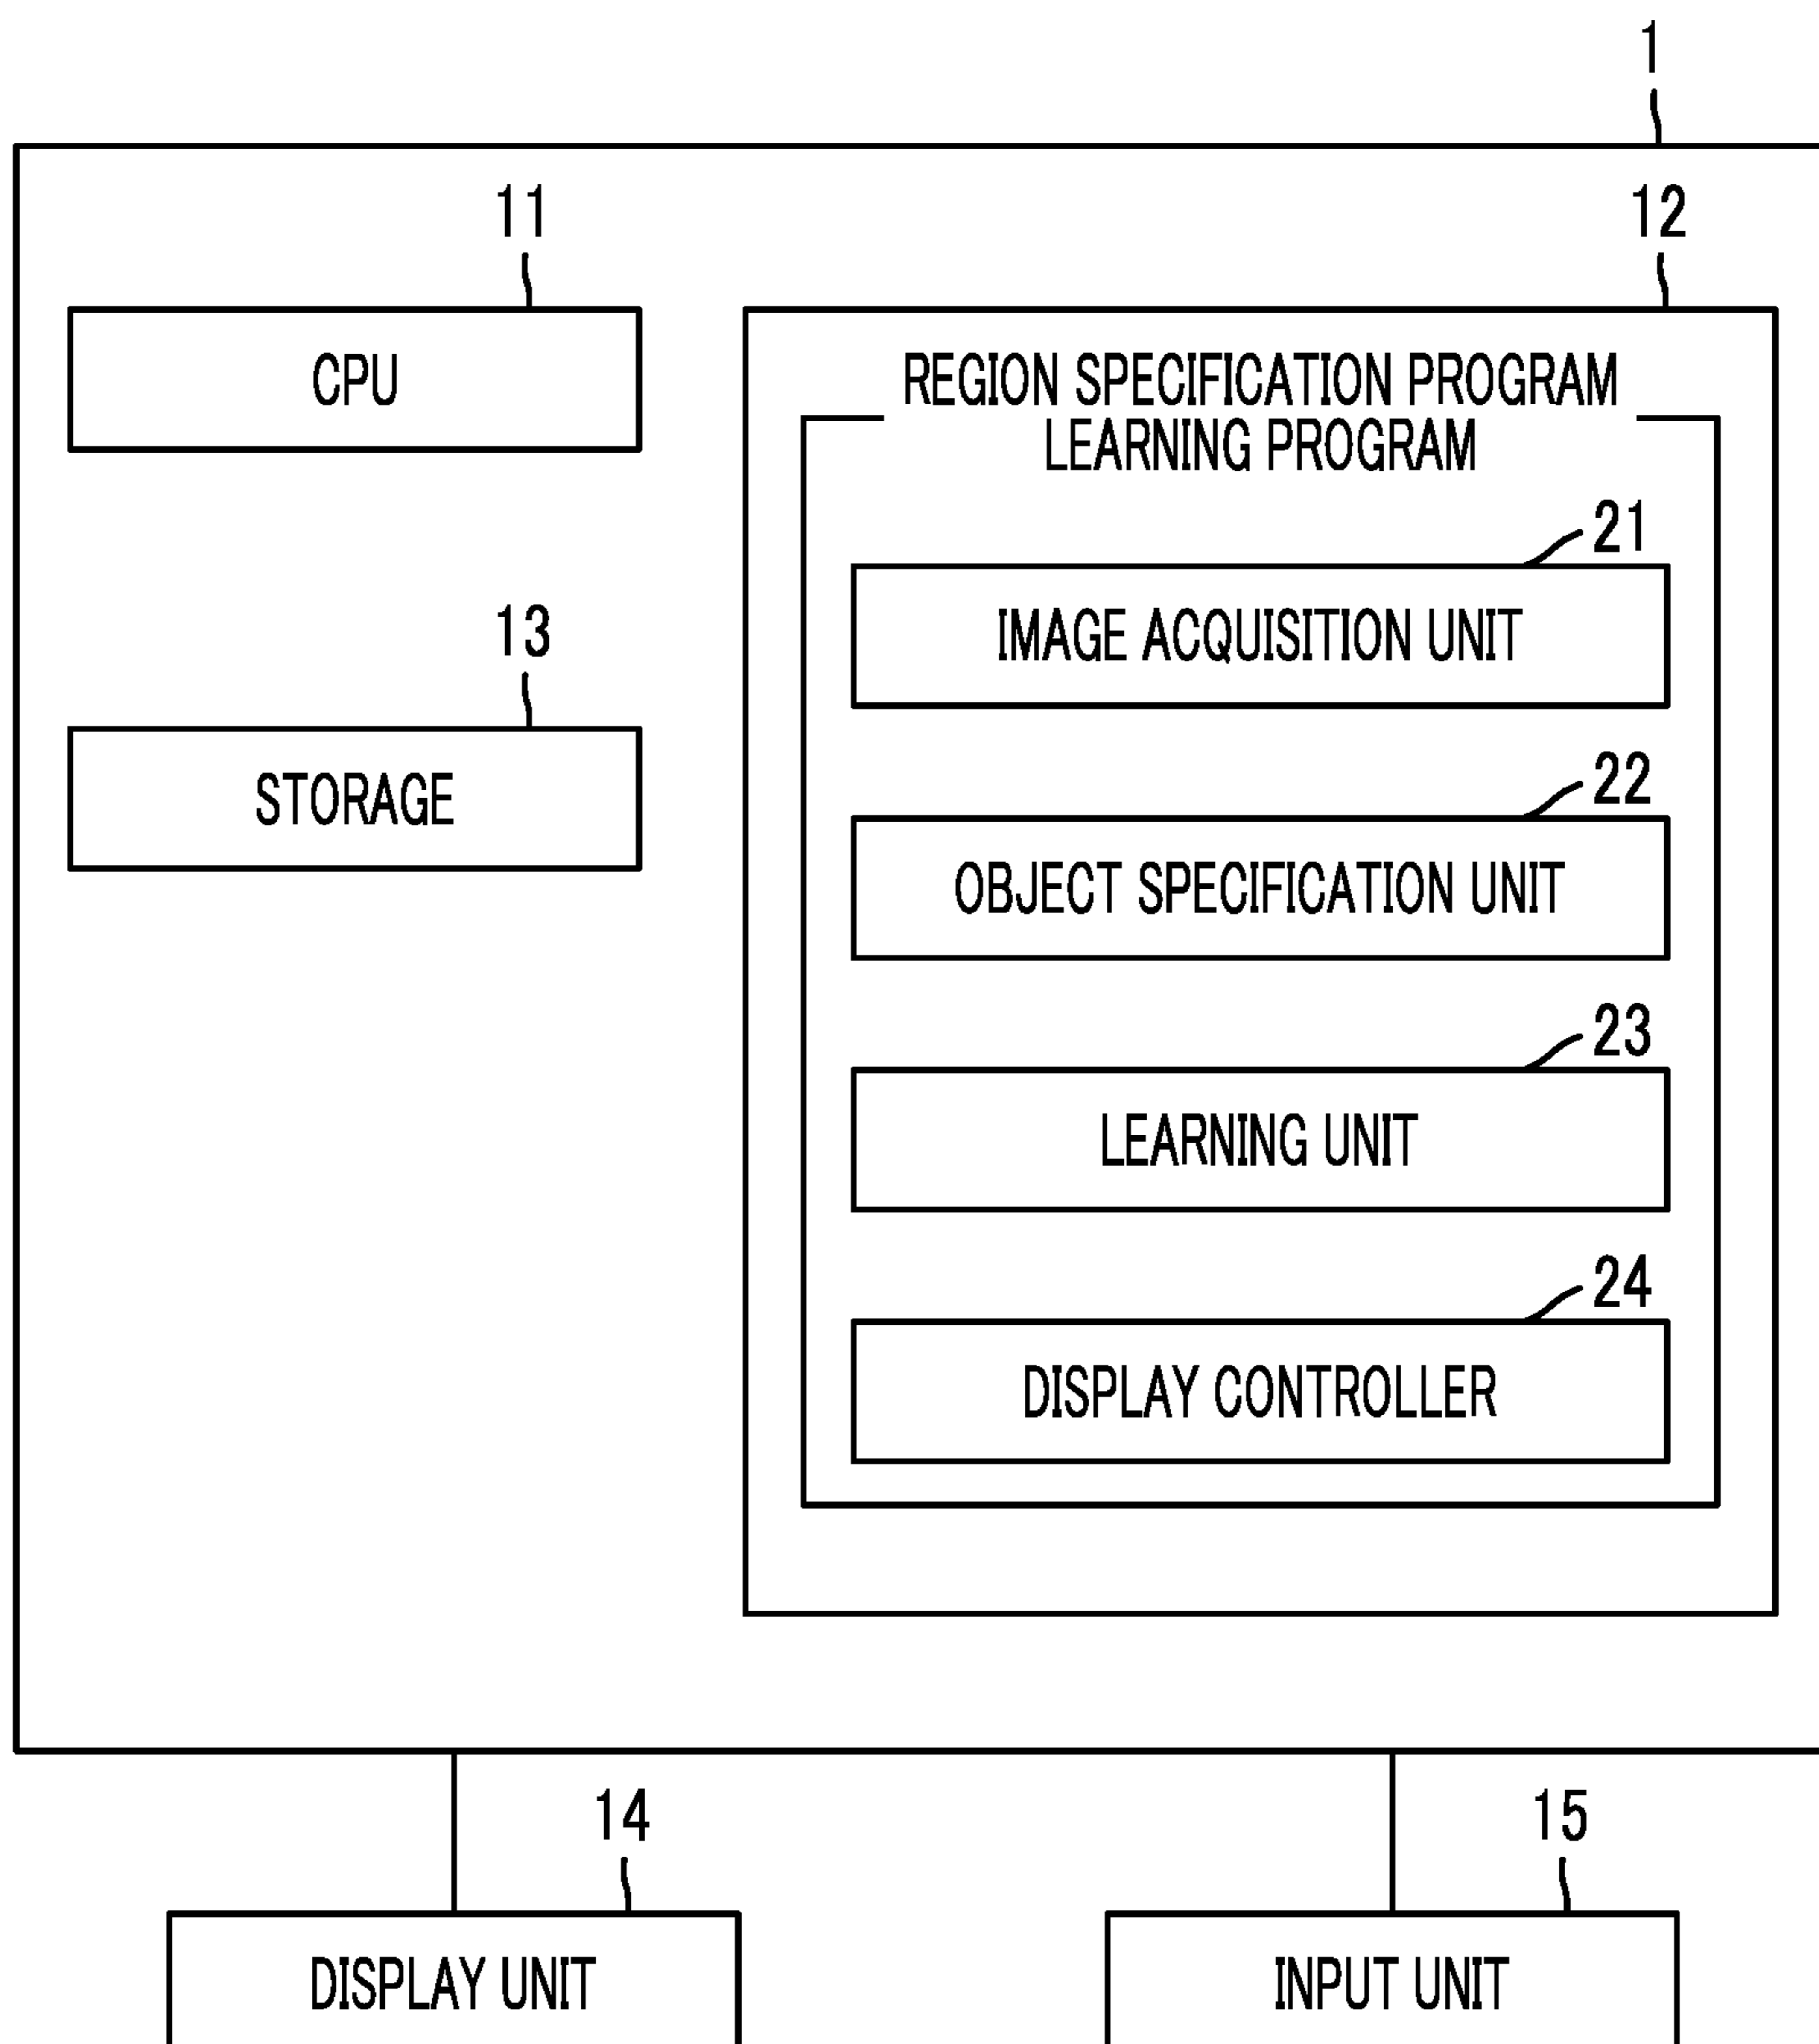 1
11
12
CPU
REGION SPECIFICATION PROGRAM
LEARNING PROGRAM
21
IMAGE ACQUISITION UNIT
13
STORAGE
22
OBJECT SPECIFICATION UNIT
23
LEARNING UNIT
24
DISPLAY CONTROLLER
14
15
DISPLAY UNIT
INPUT UNIT